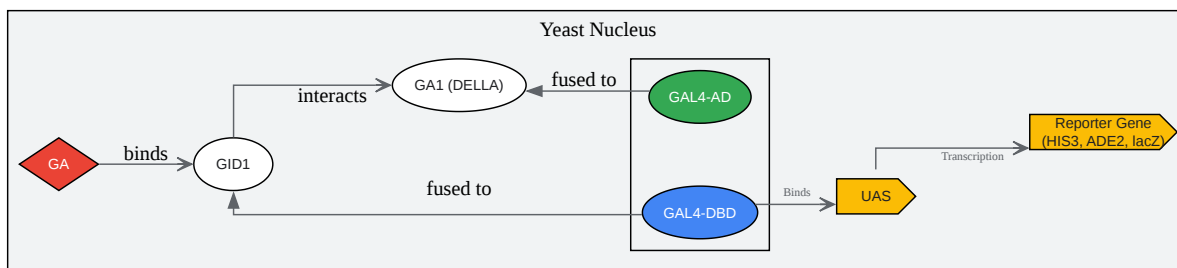 Yeast Nucleus
GA1 (DELLA)
fused to
GAL4-AD
interacts
Reporter Gene
(HIS3, ADE2, lacZ)
Transcription
GA
binds
GID1
fused to
GAL4-DBD
Binds
UAS